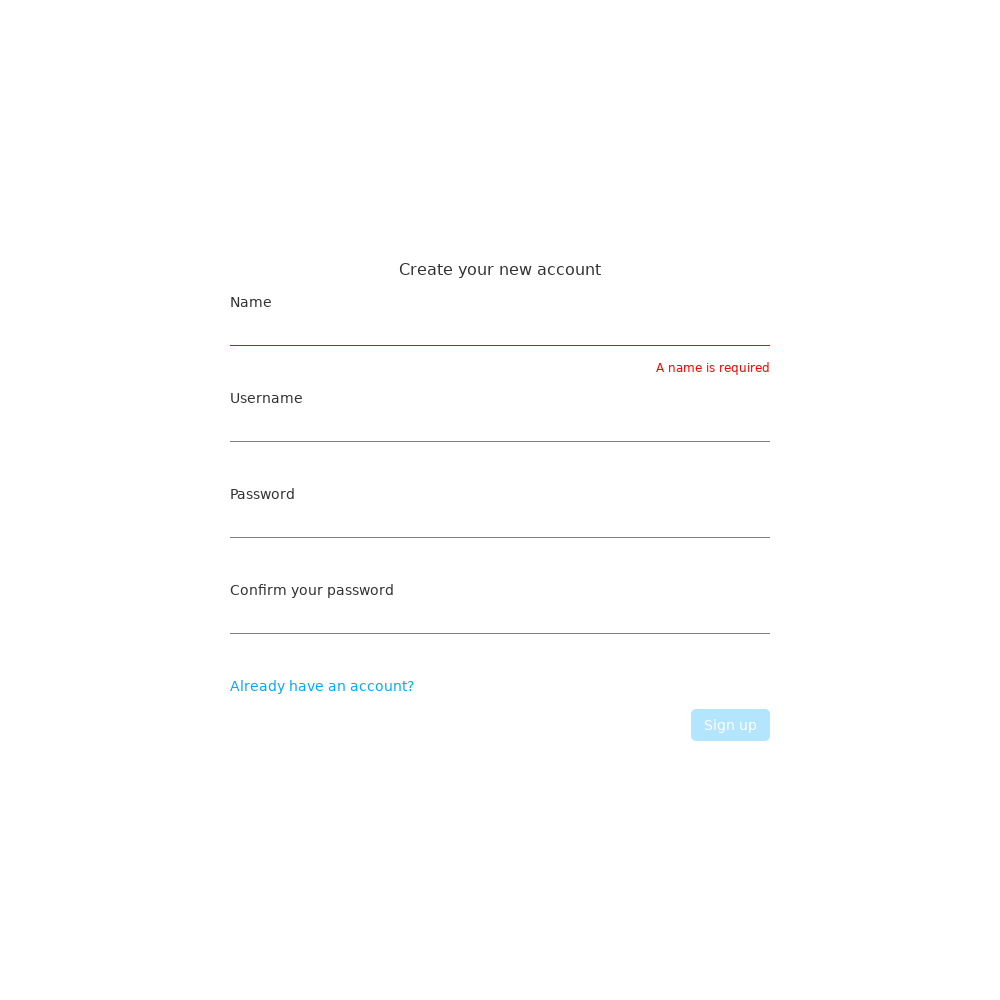 Create your new account
Name
A name is required
Username
Password
Confirm your password
Already have an account?
Sign up